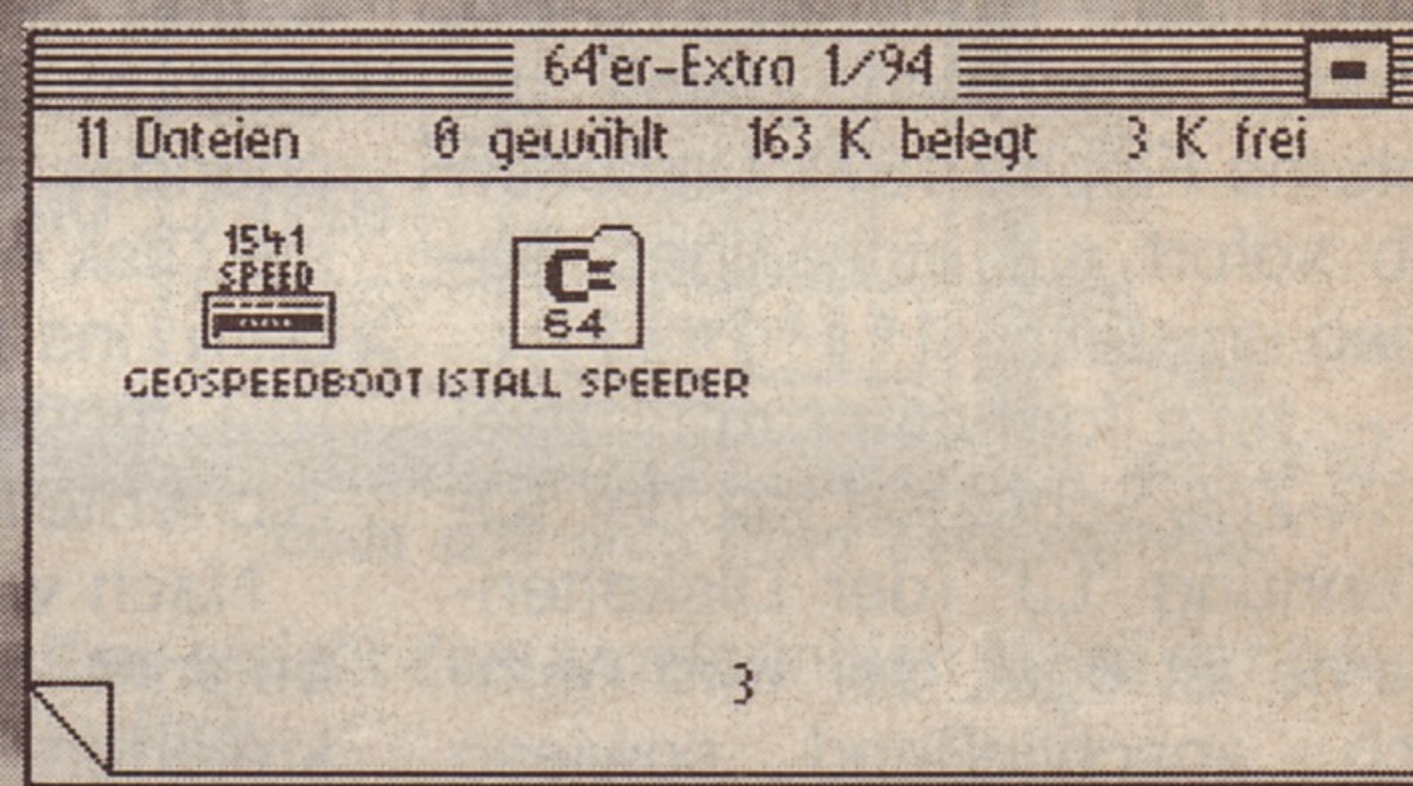 64'er-Extra 1/94
11 Dateien 0 gewählt 163 K belegt 3 K frei
1541
SPEED
C=
64
GEOSPEEDBOOT ISTALL SPEEDER
3